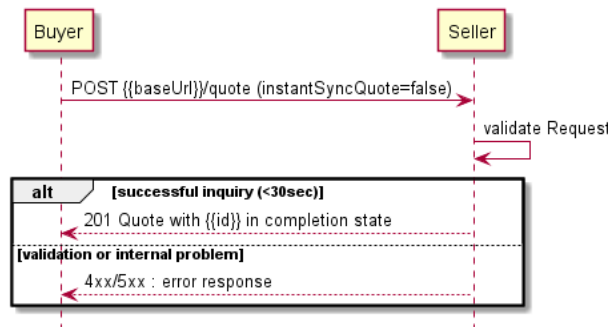 Buyer
Seller
POST {{baseUrl}}/quote (instantSyncQuote=false)
validate Request
alt
[successful inquiry (<30sec)]
201 Quote with {{id}} in completion state
[validation or internal problem]
4xx/5xx : error response